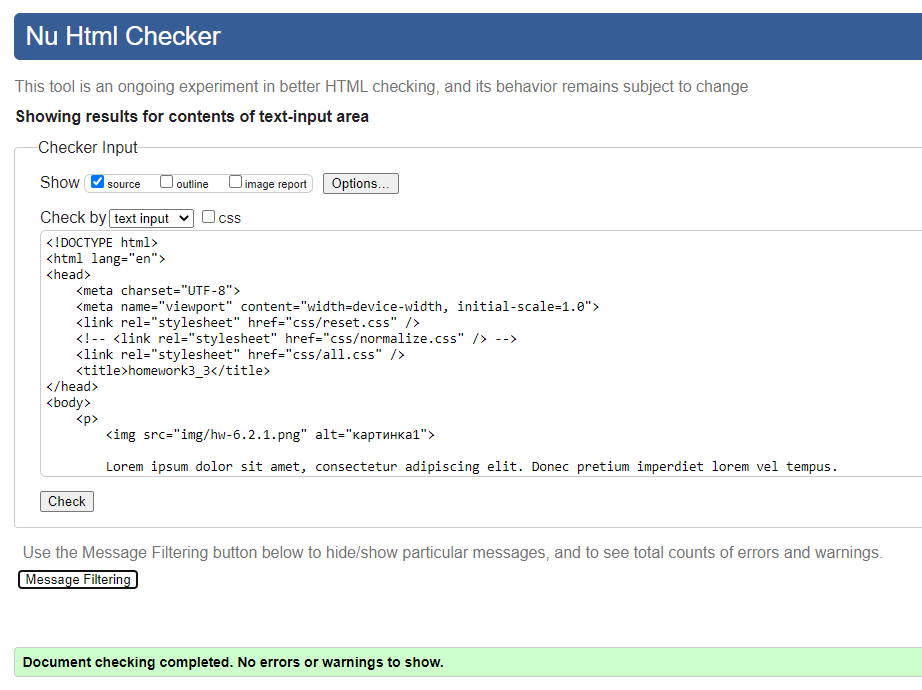 Nu Html Checker
This tool is an ongoing experiment in better HTML checking, and its behavior remains subject to change
Showing results for contents of text-input area
Checker Input
Show source outline image report Options...
Check by text input css
<!DOCTYPE html>
<html lang="en">
<head>
    <meta charset="UTF-8">
    <meta name="viewport" content="width=device-width, initial-scale=1.0">
    <link rel="stylesheet" href="css/reset.css" />
    <!-- <link rel="stylesheet" href="css/normalize.css" /> -->
    <link rel="stylesheet" href="css/all.css" />
    <title>homework3_3</title>
</head>
<body>
    <p>
        <img src="img/hw-6.2.1.png" alt="картинка1">
        Lorem ipsum dolor sit amet, consectetur adipiscing elit. Donec pretium imperdiet lorem vel tempus.
Check
Use the Message Filtering button below to hide/show particular messages, and to see total counts of errors and warnings.
Message Filtering
Document checking completed. No errors or warnings to show.